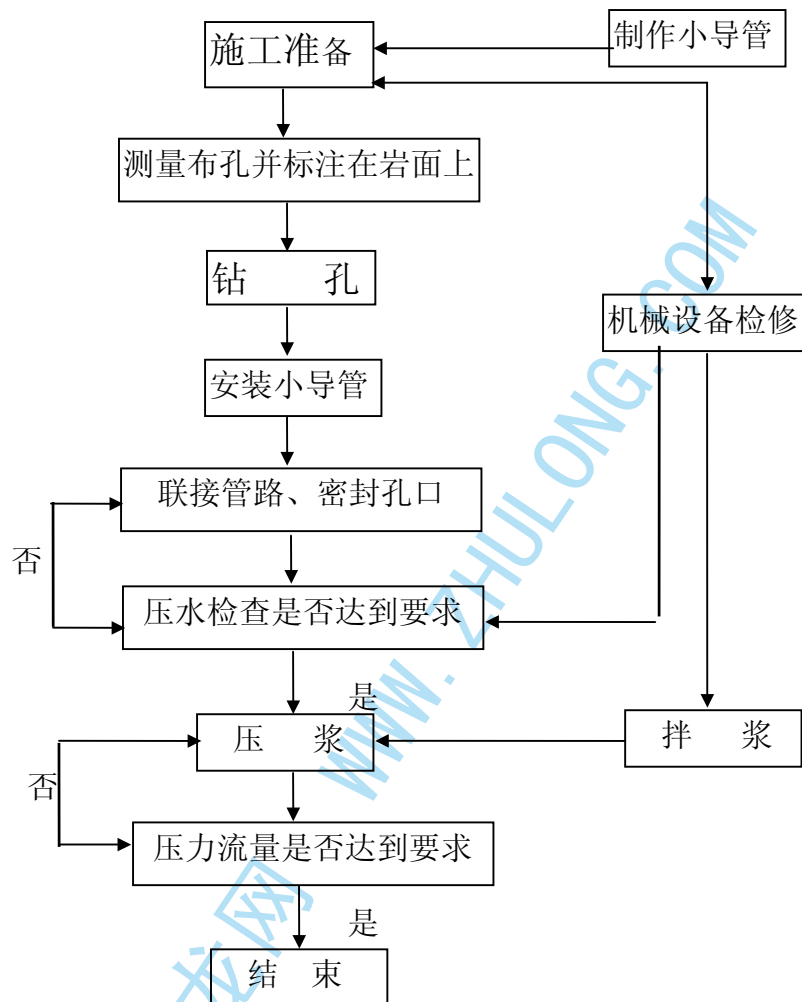 施工准备
制作小导管
测量布孔并标注在岩面上
钻 孔
机械设备检修
安装小导管
联接管路、密封孔口
否
压水检查是否达到要求
是
压 浆
拌 浆
否
压力流量是否达到要求
是
结 束
龙网 WWW.ZHULONG.COM